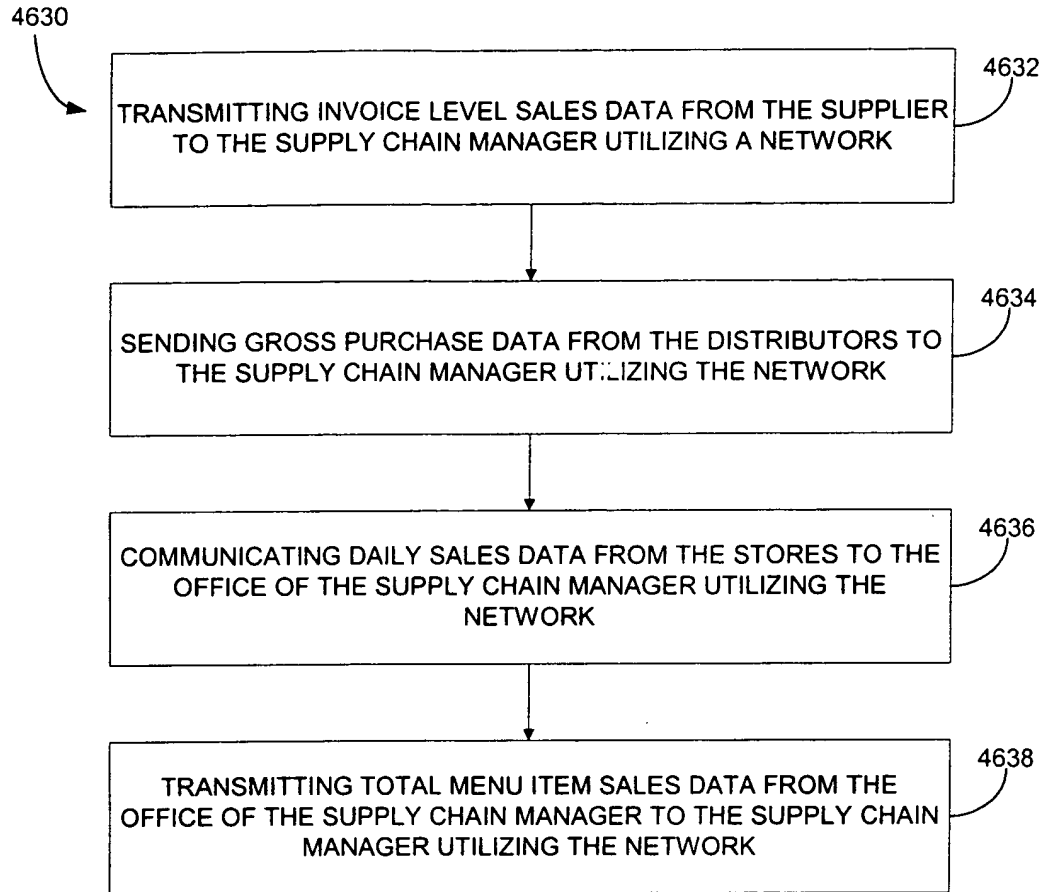 4630
4632
TRANSMITTING INVOICE LEVEL SALES DATA FROM THE SUPPLIER
TO THE SUPPLY CHAIN MANAGER UTILIZING A NETWORK
4634
SENDING GROSS PURCHASE DATA FROM THE DISTRIBUTORS TO
THE SUPPLY CHAIN MANAGER UTILIZING THE NETWORK
4636
COMMUNICATING DAILY SALES DATA FROM THE STORES TO THE
OFFICE OF THE SUPPLY CHAIN MANAGER UTILIZING THE
NETWORK
4638
TRANSMITTING TOTAL MENU ITEM SALES DATA FROM THE
OFFICE OF THE SUPPLY CHAIN MANAGER TO THE SUPPLY CHAIN
MANAGER UTILIZING THE NETWORK